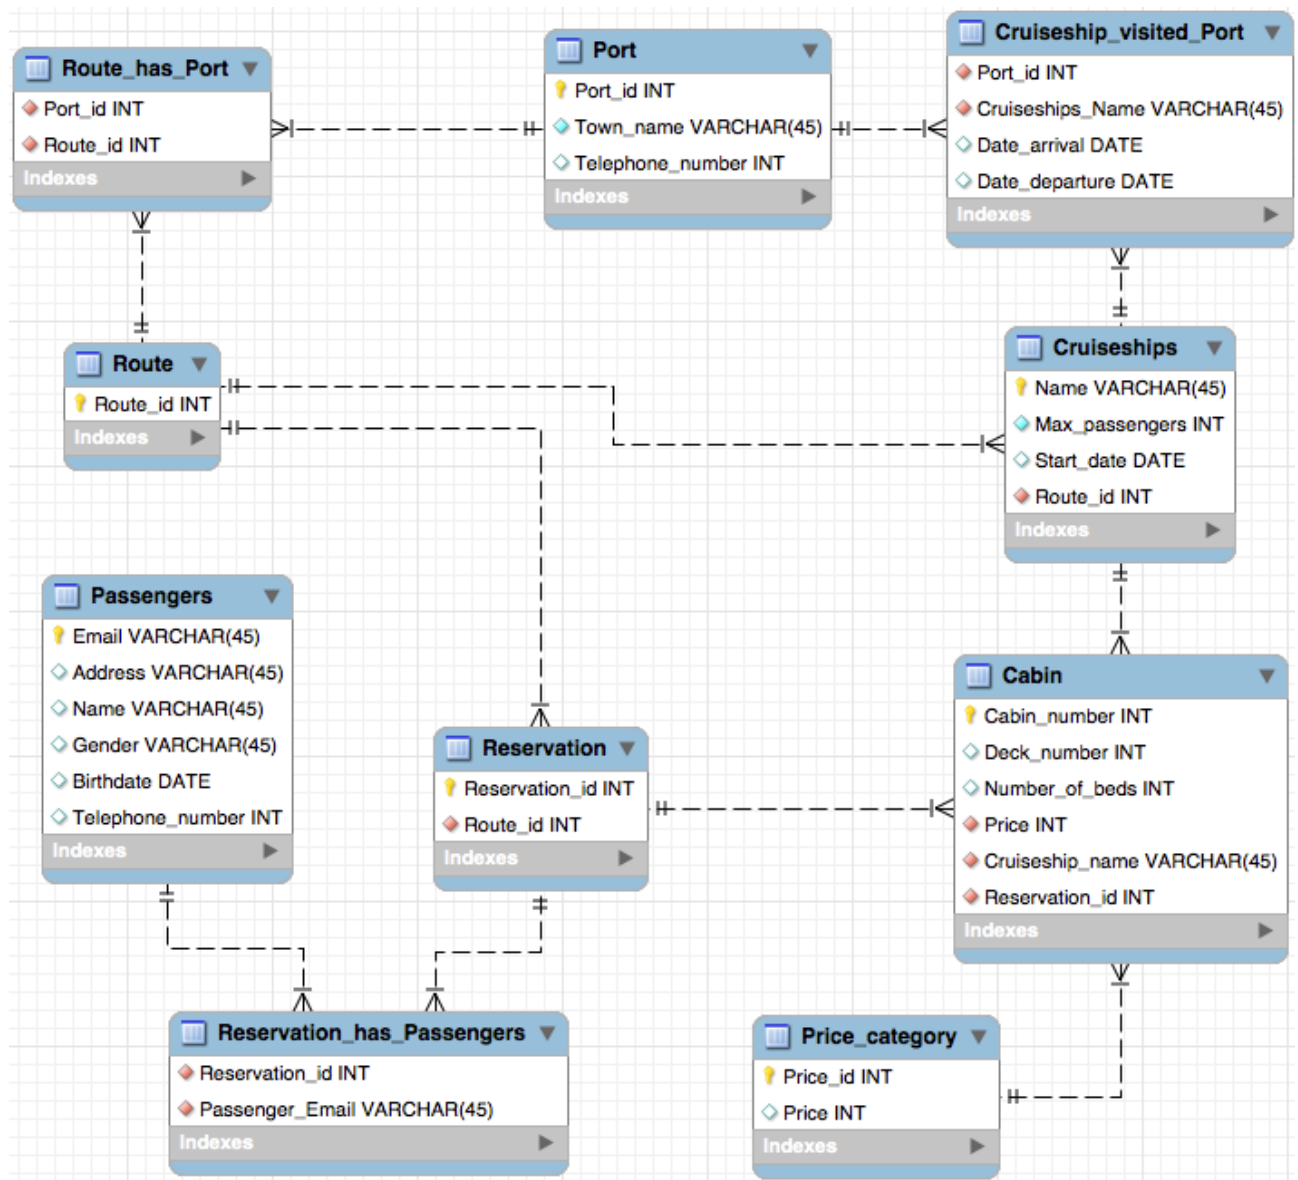 Route_has_Port
Port_id INT
Route_id INT
Indexes
Port
Port_id INT
Town_name VARCHAR(45)
Telephone_number INT
Indexes
Cruiseship_visited_Port
Port_id INT
Cruiseships_Name VARCHAR(45)
Date_arrival DATE
Date_departure DATE
Indexes
Route
Route_id INT
Indexes
Cruiseships
Name VARCHAR(45)
Max_passengers INT
Start_date DATE
Route_id INT
Indexes
Passengers
Email VARCHAR(45)
Address VARCHAR(45)
Name VARCHAR(45)
Gender VARCHAR(45)
Birthdate DATE
Telephone_number INT
Indexes
Reservation
Reservation_id INT
Route_id INT
Indexes
Cabin
Cabin_number INT
Deck_number INT
Number_of_beds INT
Price INT
Cruiseship_name VARCHAR(45)
Reservation_id INT
Indexes
Reservation_has_Passengers
Reservation_id INT
Passenger_Email VARCHAR(45)
Indexes
Price_category
Price_id INT
Price INT
Indexes